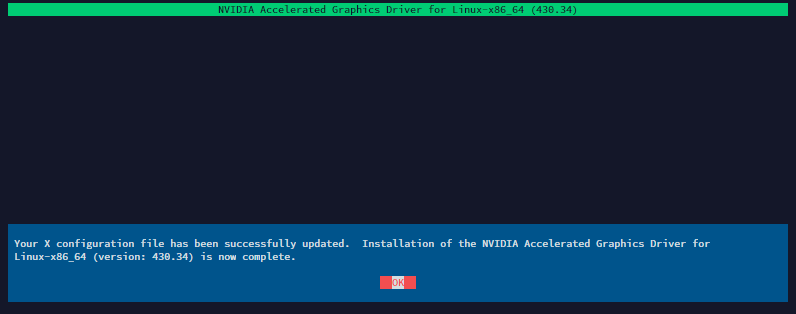 NVIDIA Accelerated Graphics Driver for Linux-x86_64 (430.34)
Your X configuration file has been successfully updated.  Installation of the NVIDIA Accelerated Graphics Driver for
Linux-x86_64 (version: 430.34) is now complete.
OK